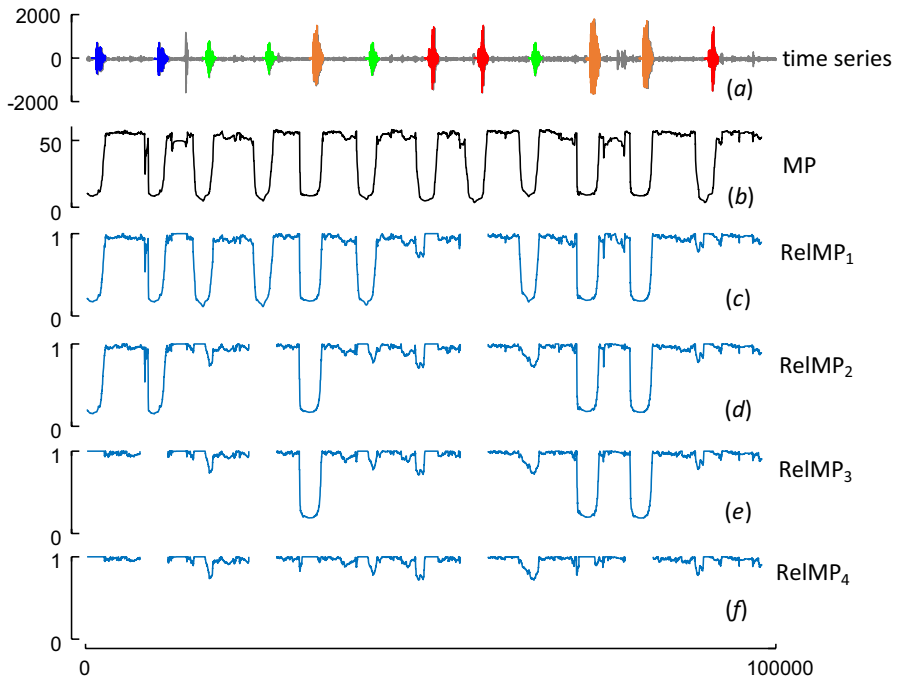 2000
0
-2000
time series
(a)
50
0
MP
(b)
1
0
RelMP₁
(c)
1
0
RelMP₂
(d)
1
0
RelMP₃
(e)
1
0
RelMP₄
(f)
0
100000